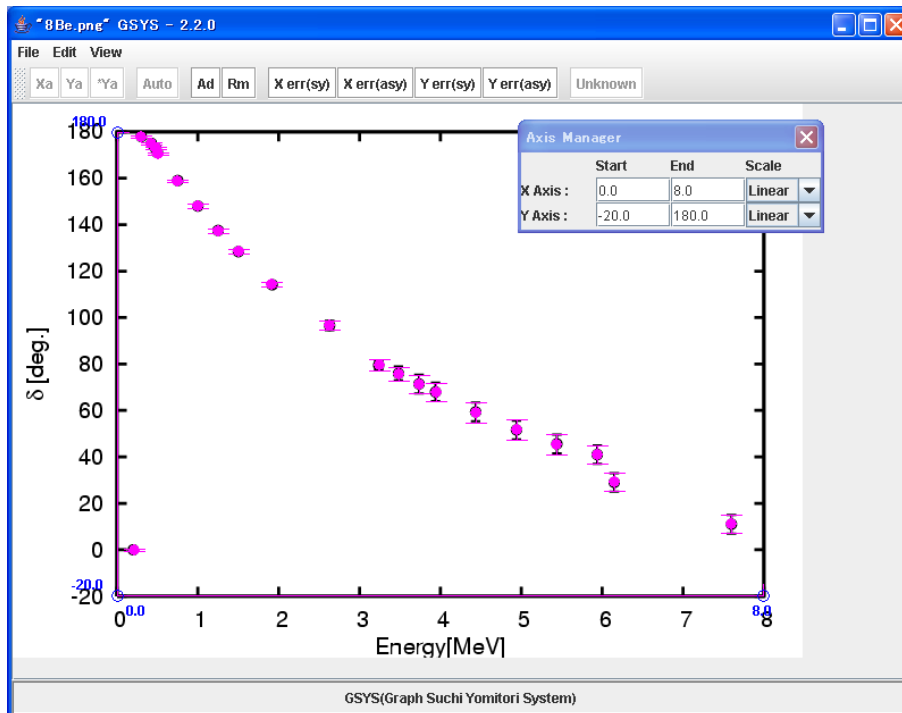 "8Be.png" GSYS - 2.2.0
File Edit View
Xa Ya *Ya Auto Ad Rm X err(sy) X err(asy) Y err(sy) Y err(asy) Unknown
180.0
180
160
140
120
100
80
60
40
20
0
-20.0
-20
δ [deg.]
0 1 2 3 4 5 6 7 8
0.0 8.0
Energy[MeV]
Axis Manager
Start End Scale
X Axis : 0.0 8.0 Linear
Y Axis : -20.0 180.0 Linear
GSYS(Graph Suchi Yomitori System)